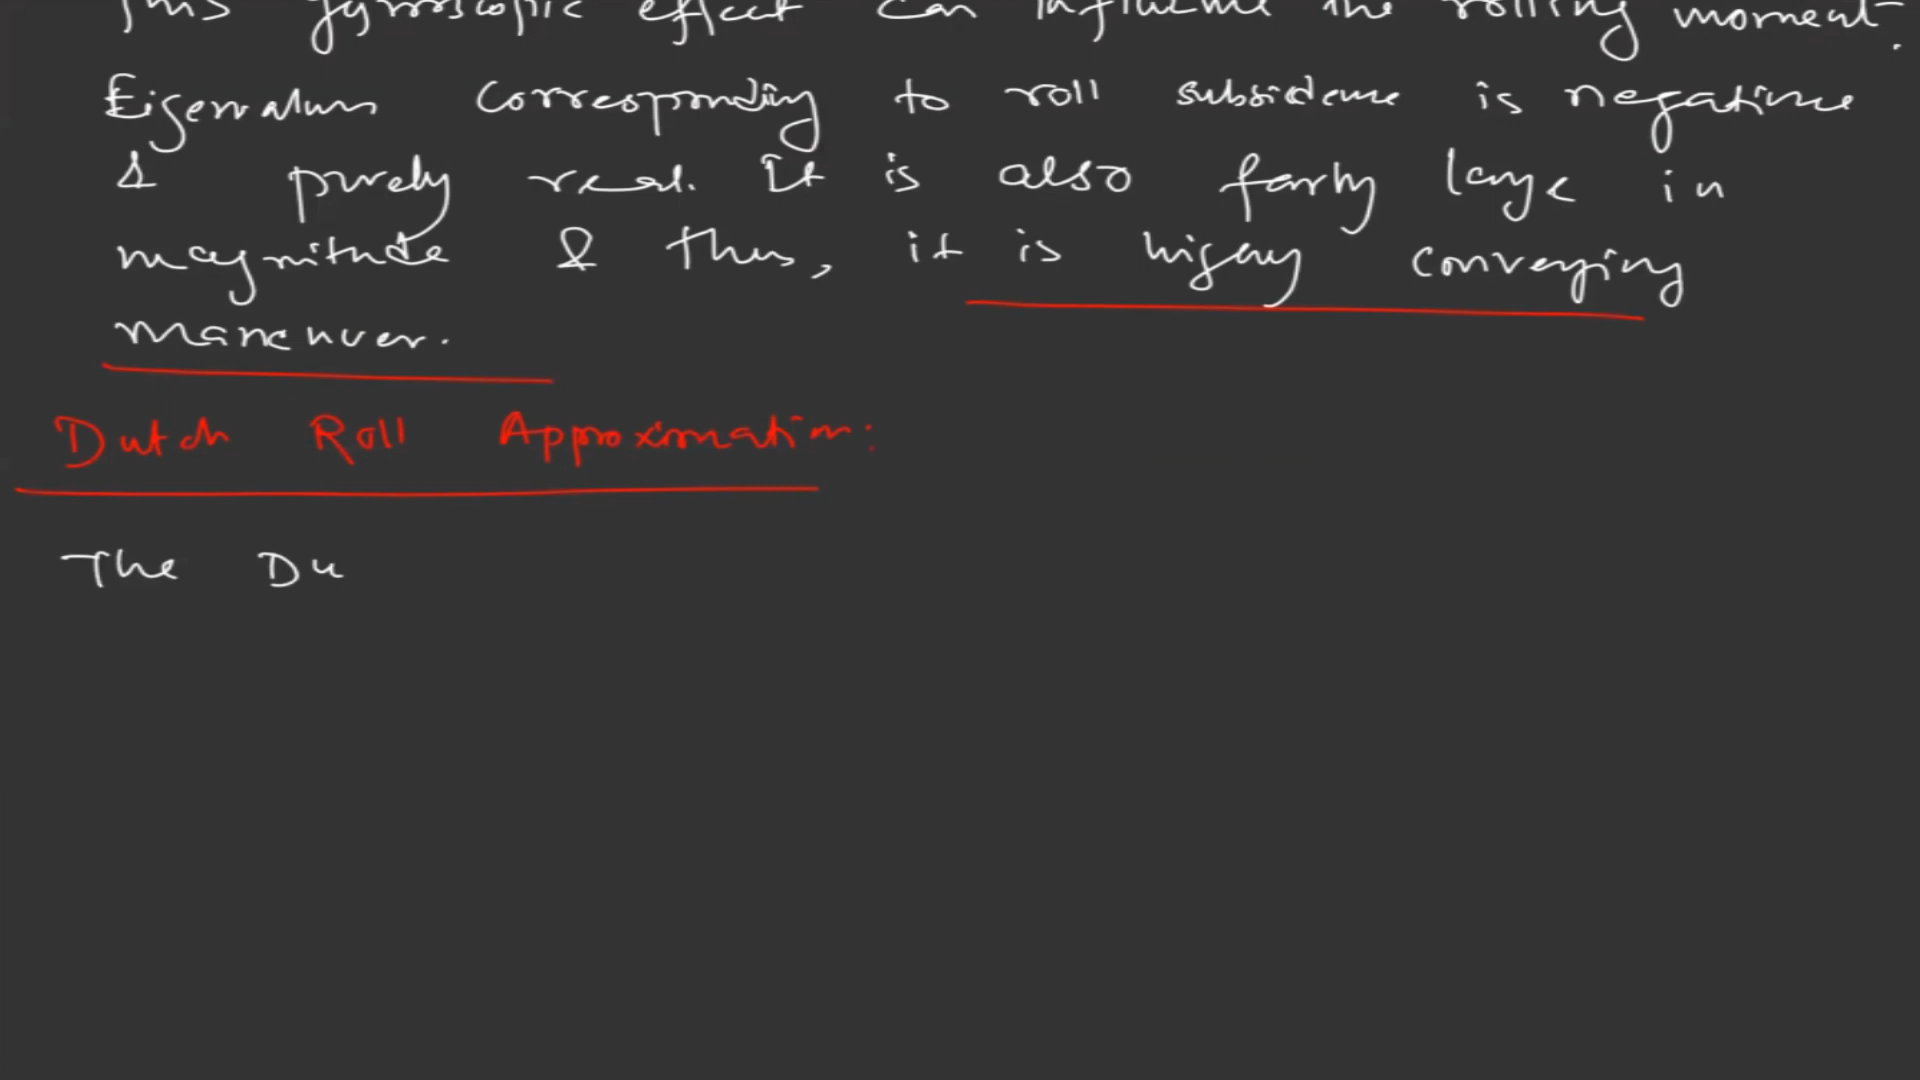 This gyroscopic effect can influence the rolling moment.
Eigenvalues corresponding to roll subsidence is negative
& purely real. It is also fairly large in
magnitude & thus, it is highly converging
maneuver.
Dutch Roll Approximation:
The Du